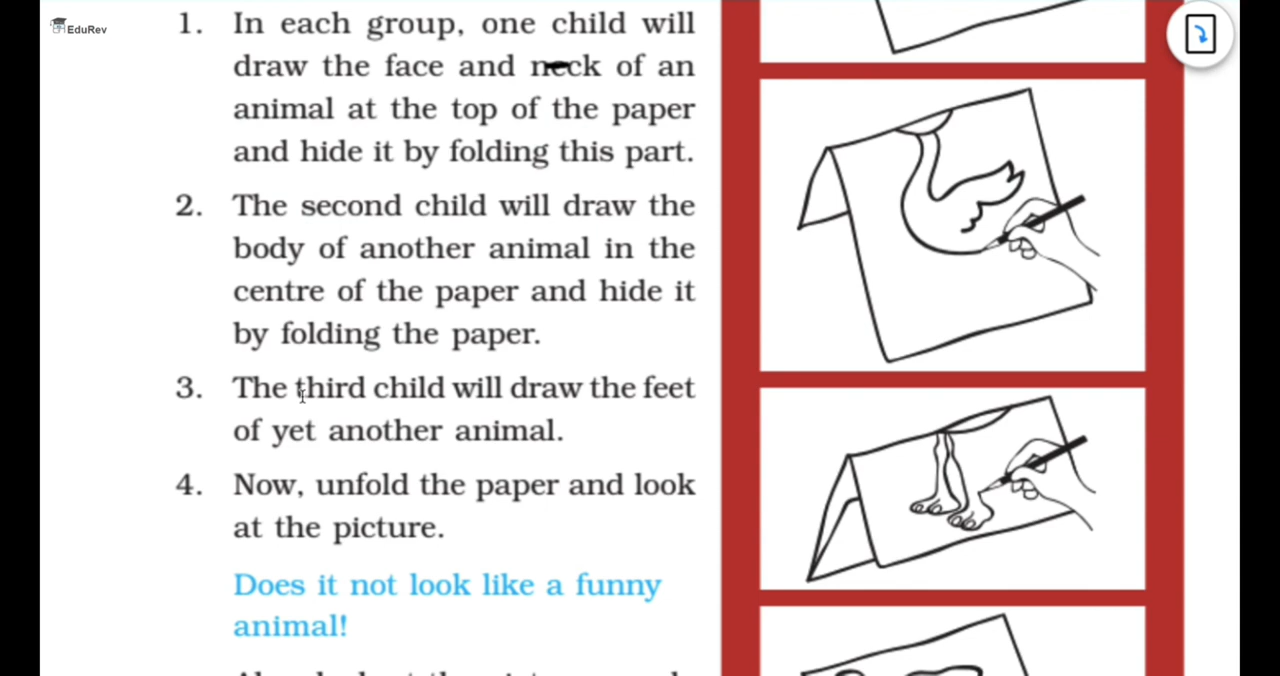 EduRev
1. In each group, one child will
draw the face and neck of an
animal at the top of the paper
and hide it by folding this part.
2. The second child will draw the
body of another animal in the
centre of the paper and hide it
by folding the paper.
3. The third child will draw the feet
of yet another animal.
4. Now, unfold the paper and look
at the picture.
Does it not look like a funny
animal!